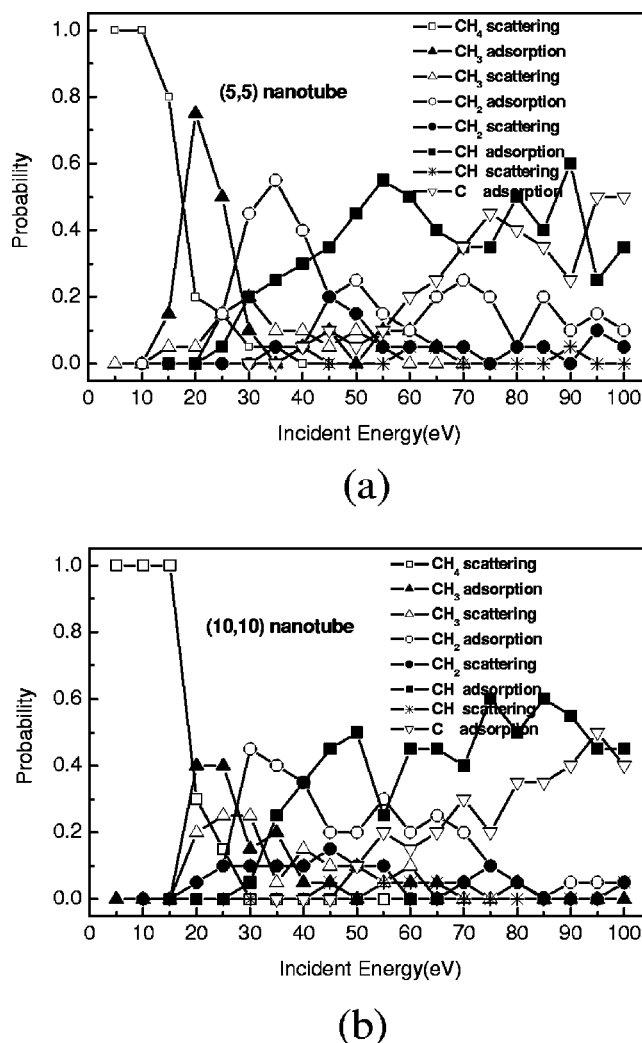 (a)
1.0
0.8
0.6
0.4
0.2
0.0
Probability
(5,5) nanotube
CH₄ scattering
CH₃ adsorption
CH₃ scattering
CH₂ adsorption
CH₂ scattering
CH adsorption
CH scattering
C adsorption
0 10 20 30 40 50 60 70 80 90 100
Incident Energy(eV)
(a)
1.0
0.8
0.6
0.4
0.2
0.0
Probability
(10,10) nanotube
CH₄ scattering
CH₃ adsorption
CH₃ scattering
CH₂ adsorption
CH₂ scattering
CH adsorption
CH scattering
C adsorption
0 10 20 30 40 50 60 70 80 90 100
Incident Energy(eV)
(b)